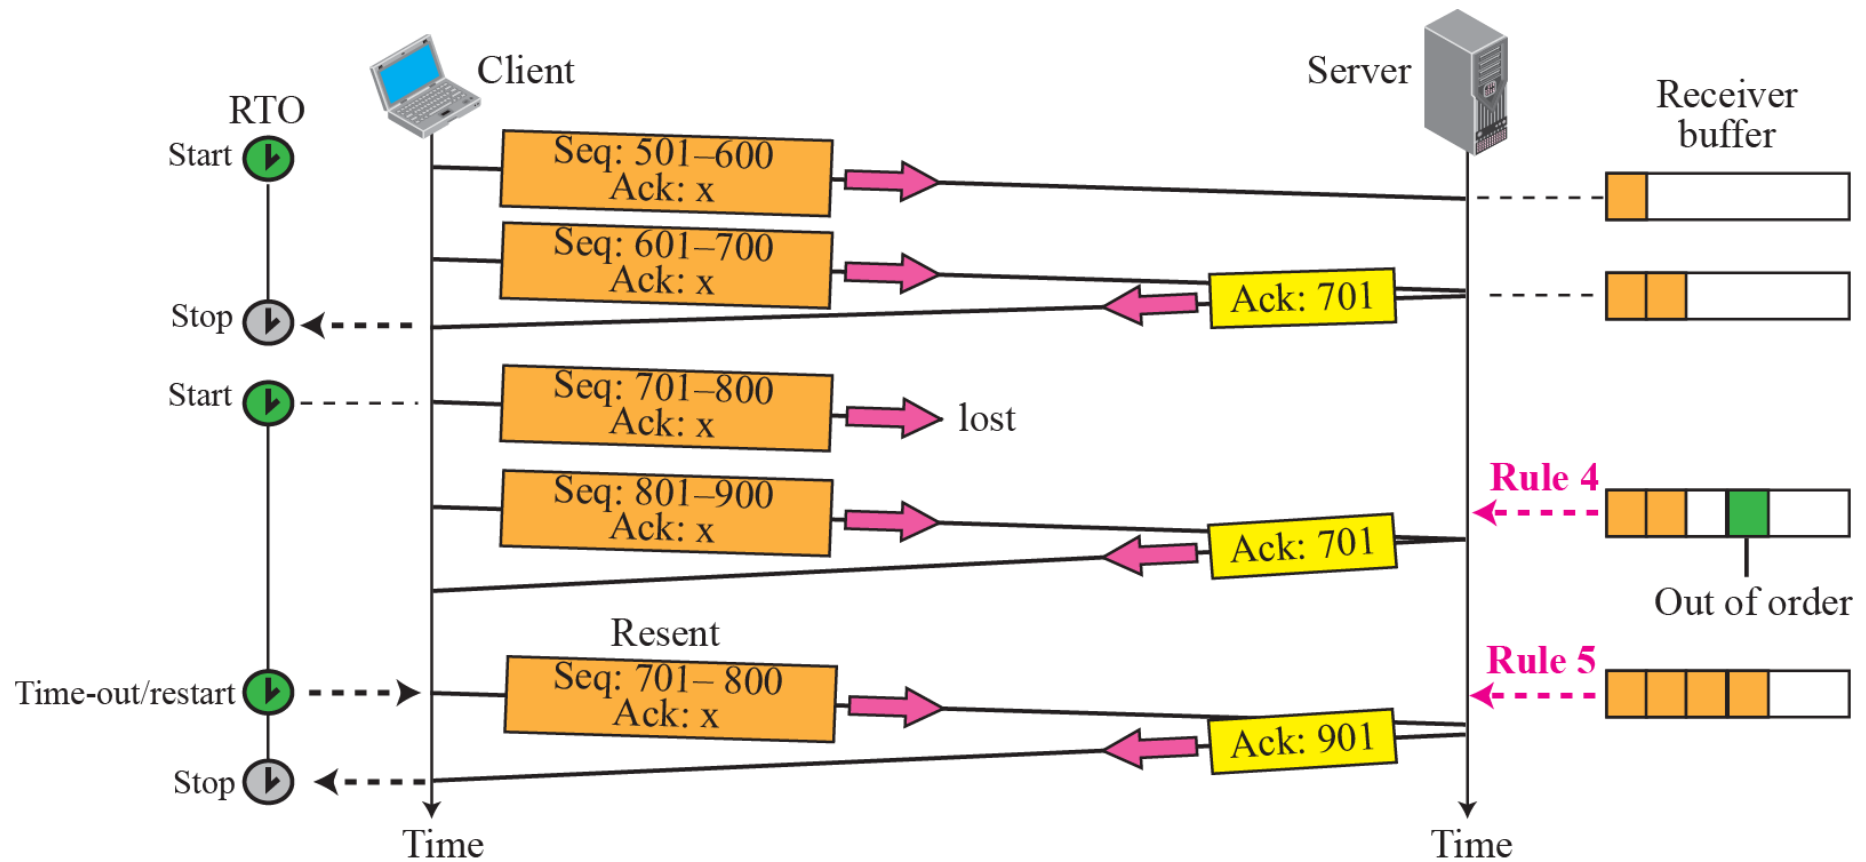 Client
Server
Receiver
buffer
RTO
Start
Seq: 501–600
Ack: x
Seq: 601–700
Ack: x
Ack: 701
Stop
Start
Seq: 701–800
Ack: x
lost
Rule 4
Seq: 801–900
Ack: x
Ack: 701
Out of order
Resent
Rule 5
Time-out/restart
Seq: 701– 800
Ack: x
Ack: 901
Stop
Time
Time